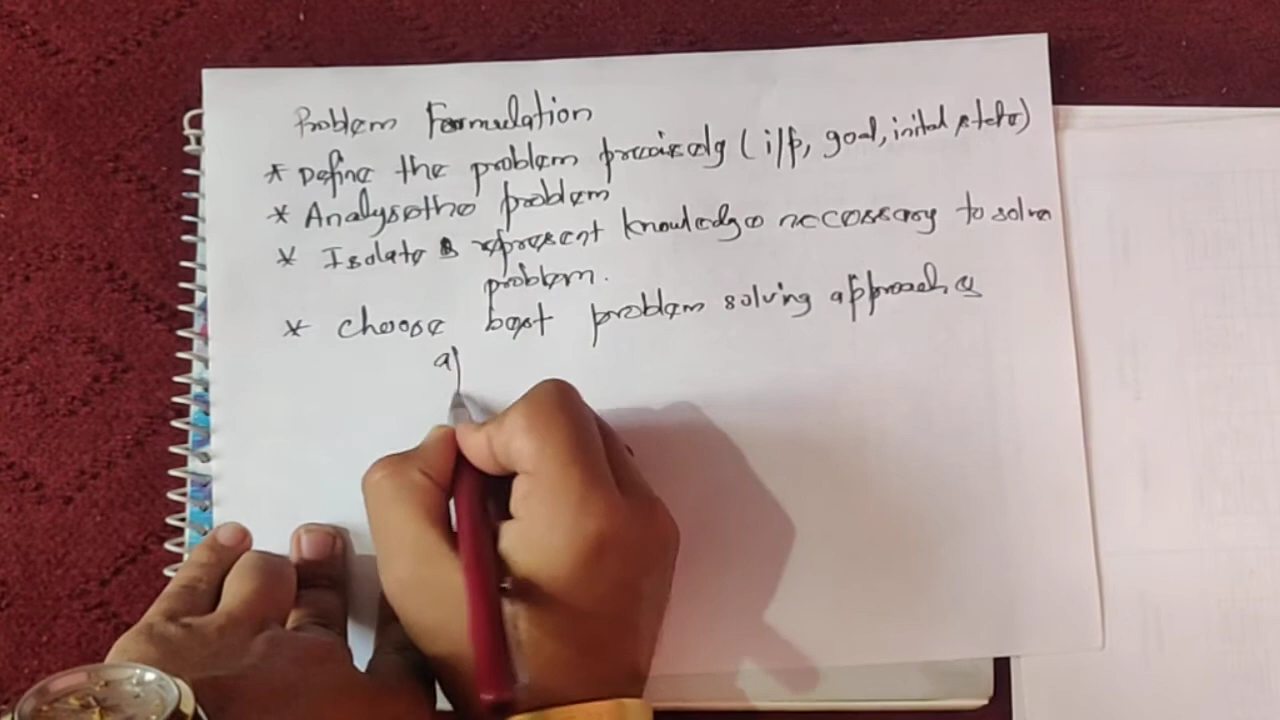 Problem Formulation
* Define the problem precisely (i/p, goal, initial state)
* Analyse the problem
* Isolate & represent knowledge necessary to solve
problem.
* choose best problem solving approach
a)